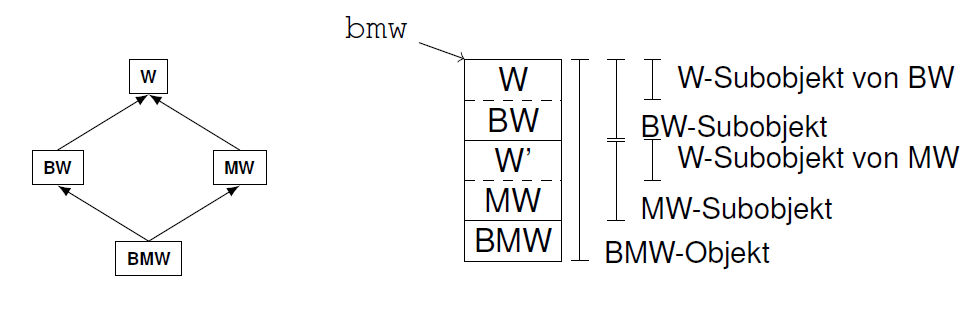 W
BW
MW
BMW
bmw
W
BW
W’
MW
BMW
W-Subobjekt von BW
BW-Subobjekt
W-Subobjekt von MW
MW-Subobjekt
BMW-Objekt